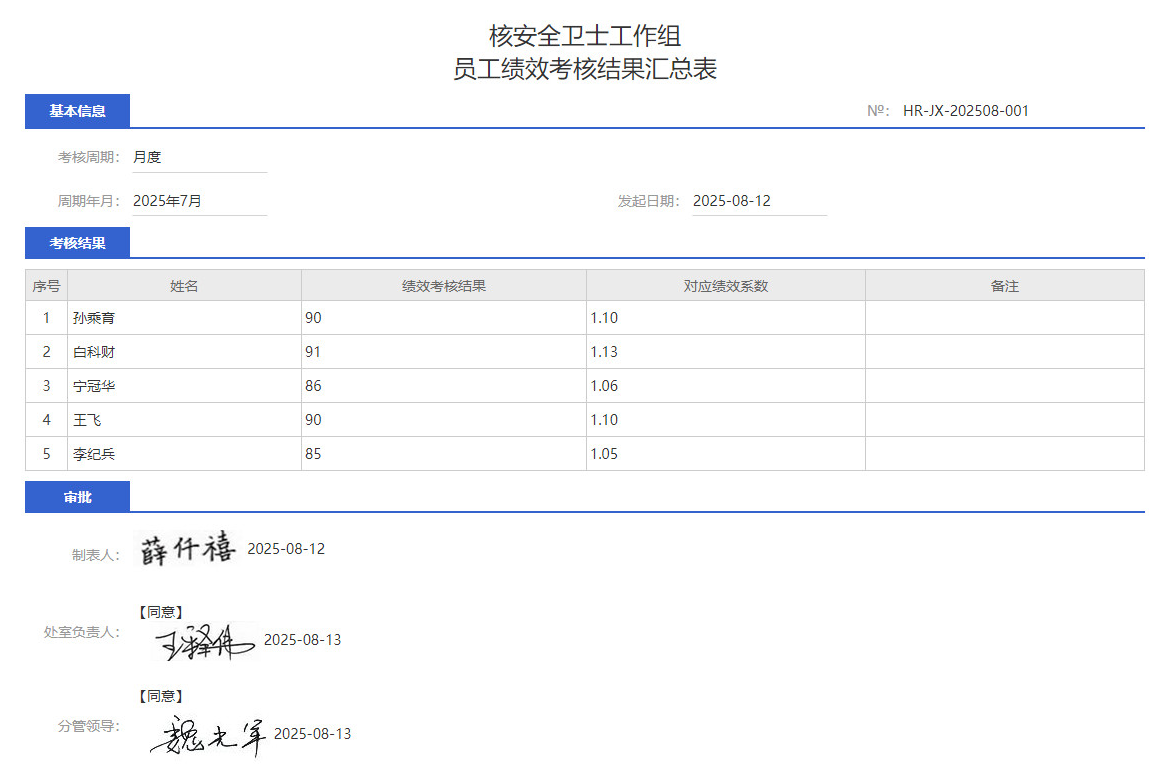 核安全卫士工作组
员工绩效考核结果汇总表
基本信息 №： HR-JX-202508-001
考核周期： 月度
周期年月： 2025年7月 发起日期： 2025-08-12
考核结果
序号 姓名 绩效考核结果 对应绩效系数 备注
1 孙乘育 90 1.10
2 白科财 91 1.13
3 宁冠华 86 1.06
4 王飞 90 1.10
5 李纪兵 85 1.05
审批
制表人： 薛仟禧 2025-08-12
【同意】
处室负责人： 王释伟 2025-08-13
【同意】
分管领导： 魏光军 2025-08-13